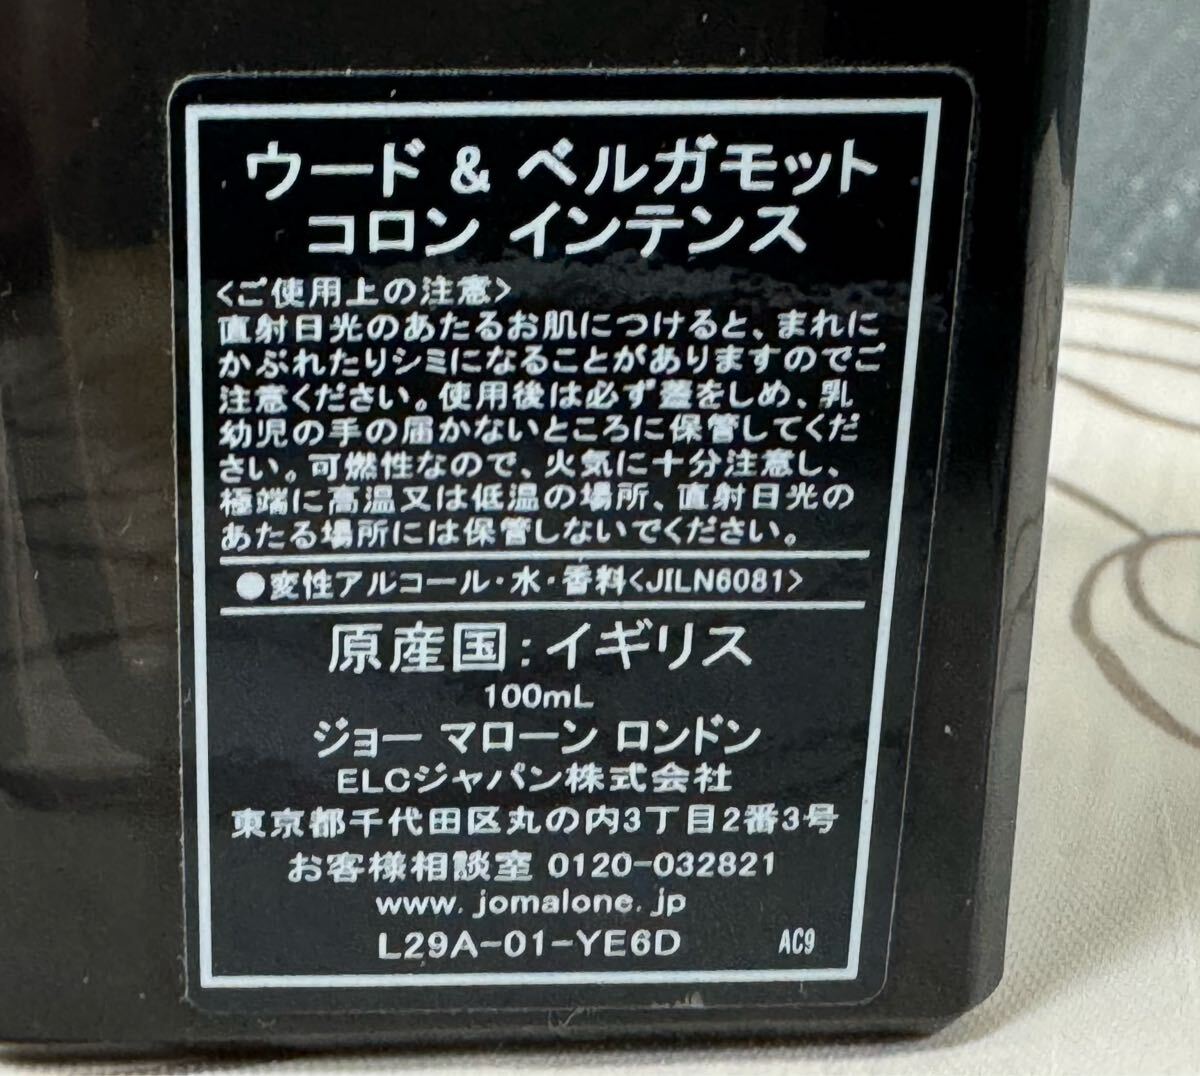 ウード & ベルガモット
コロン インテンス
<ご使用上の注意>
直射日光のあたるお肌につけると、まれに
かぶれたりシミになることがありますのでご
注意ください。使用後は必ず蓋をしめ、乳
幼児の手の届かないところに保管してくだ
さい。可燃性なので、火気に十分注意し、
極端に高温又は低温の場所、直射日光の
あたる場所には保管しないでください。
●変性アルコール・水・香料<JILN6081>
原産国:イギリス
100mL
ジョー マローン ロンドン
ELCジャパン株式会社
東京都千代田区丸の内3丁目2番3号
お客様相談室 0120-032821
www.jomalone.jp
L29A-01-YE6D AC9